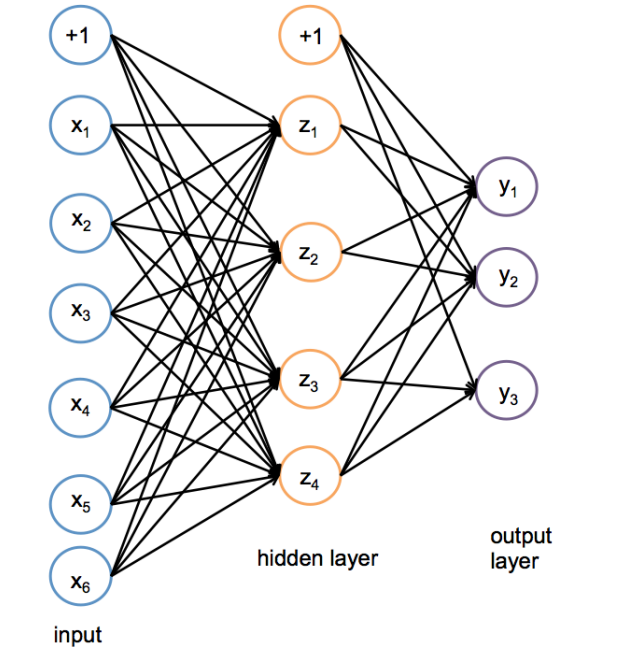 +1
x₁
x₂
x₃
x₄
x₅
x₆
input
+1
z₁
z₂
z₃
z₄
hidden layer
y₁
y₂
y₃
output
layer